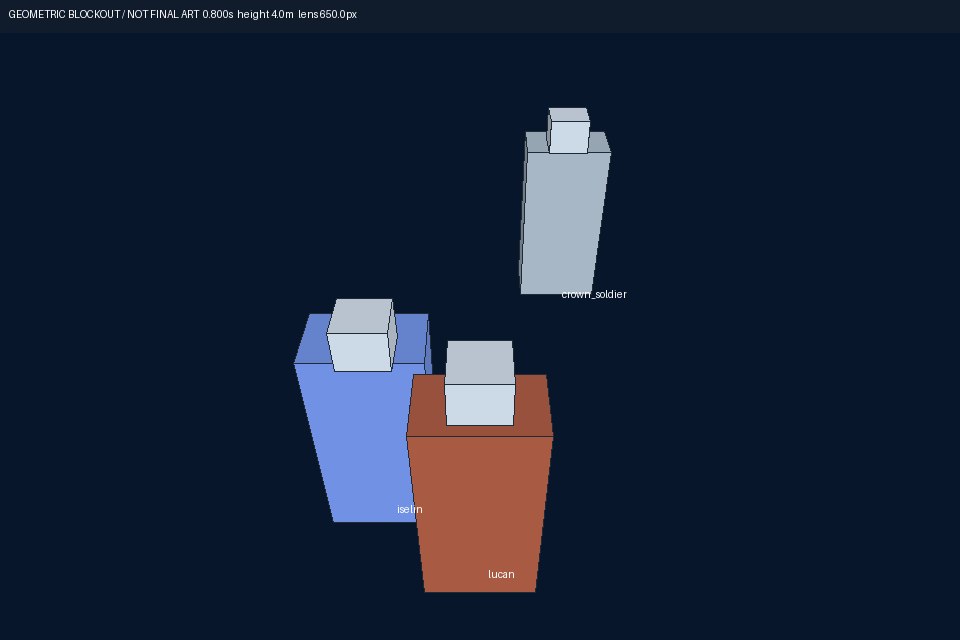 GEOMETRIC BLOCKOUT / NOT FINAL ART 0.800s height 4.0m lens 650.0px
crown_soldier
iselin
lucan